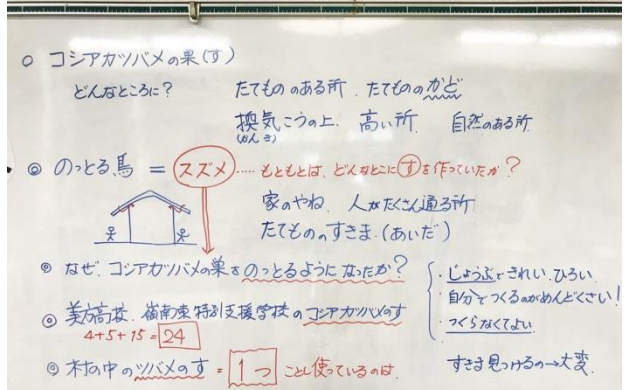 ○ コシアカツバメの巣(す)
どんなところに? たてもののある所. たてもののかど
換気こうの上. 高い所. 自然のある所
(かんき)
◎ のっとる鳥 = スズメ ····· もともとは、どんなとこにすを作っていたか?
家のやね. 人がたくさん通る所
たてもののすきま.(あいだ)
◎ なぜ、コシアカツバメの巣をのっとるようになったか?
・じょうぶできれい. ひろい.
・自分でつくるのがめんどくさい!
・つくらなくてよい.
すきま見つけるの→大変.
◎ 美方高校. 嶺南東特別支援学校のコシアカツバメのす
4+5+15=24
◎ 村の中のツバメのす = 1つ ことし使っているのは.